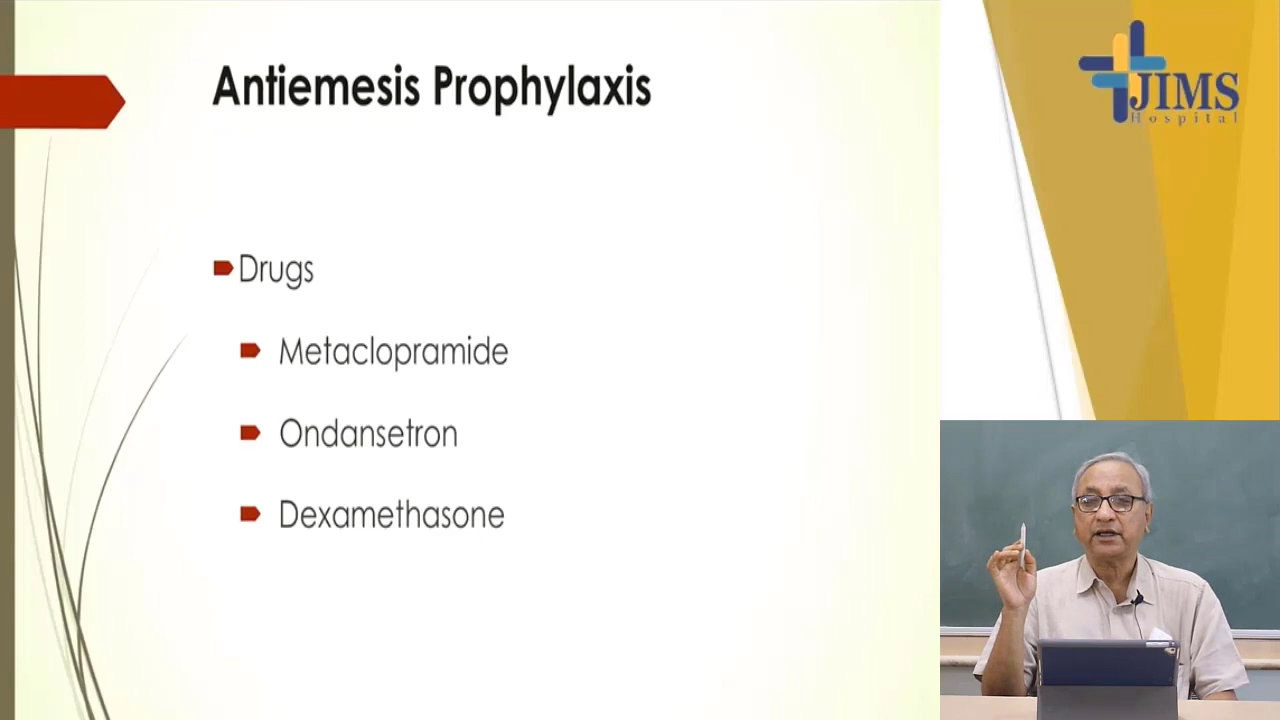 Antiemesis Prophylaxis
Drugs
Metaclopramide
Ondansetron
Dexamethasone
JIMS
Hospital